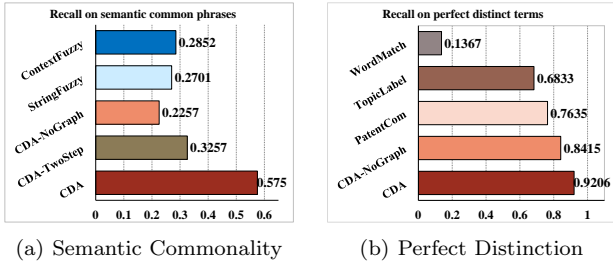 Recall on semantic common phrases
ContextFuzzy
0.2852
StringFuzzy
0.2701
CDA-NoGraph
0.2257
CDA-TwoStep
0.3257
CDA
0.575
0 0.1 0.2 0.3 0.4 0.5 0.6
(a) Semantic Commonality
Recall on perfect distinct terms
WordMatch
0.1367
TopicLabel
0.6833
PatentCom
0.7635
CDA-NoGraph
0.8415
CDA
0.9206
0 0.2 0.4 0.6 0.8 1
(b) Perfect Distinction